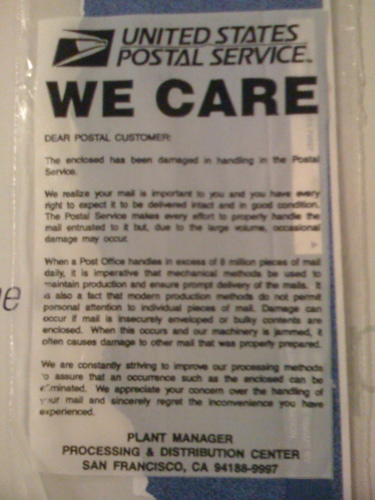 UNITED STATES
POSTAL SERVICE™
WE CARE
DEAR POSTAL CUSTOMER:
The enclosed has been damaged in handling in the Postal
Service.
We realize your mail is important to you and you have every
right to expect it to be delivered intact and in good condition.
The Postal Service makes every effort to properly handle the
mail entrusted to it but, due to the large volume, occasional
damage may occur.
When a Post Office handles in excess of 8 million pieces of mail
daily, it is imperative that mechanical methods be used to
maintain production and ensure prompt delivery of the mails. It
is also a fact that modern production methods do not permit
personal attention to individual pieces of mail. Damage can
occur if mail is insecurely enveloped or bulky contents are
enclosed. When this occurs and our machinery is jammed, it
often causes damage to other mail that was properly prepared.
We are constantly striving to improve our processing methods
to assure that an occurrence such as the enclosed can be
eliminated. We appreciate your concern over the handling of
your mail and sincerely regret the inconvenience you have
experienced.
PLANT MANAGER
PROCESSING & DISTRIBUTION CENTER
SAN FRANCISCO, CA 94188-9997